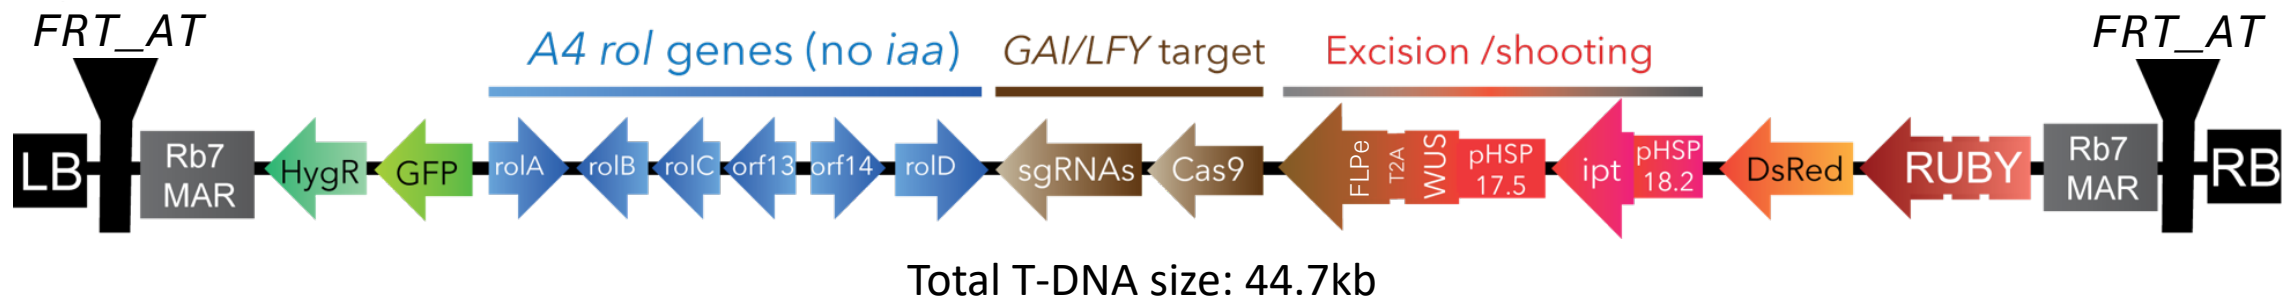 FRT_AT
FRT_AT
A4 rol genes (no iaa)
GAI/LFY target
Excision /shooting
LB
Rb7
MAR
HygR
GFP
rolA
rolB
rolC
orf13
orf14
rolD
sgRNAs
Cas9
FLPe
T2A
WUS
pHSP
17.5
ipt
pHSP
18.2
DsRed
RUBY
Rb7
MAR
RB
Total T-DNA size: 44.7kb